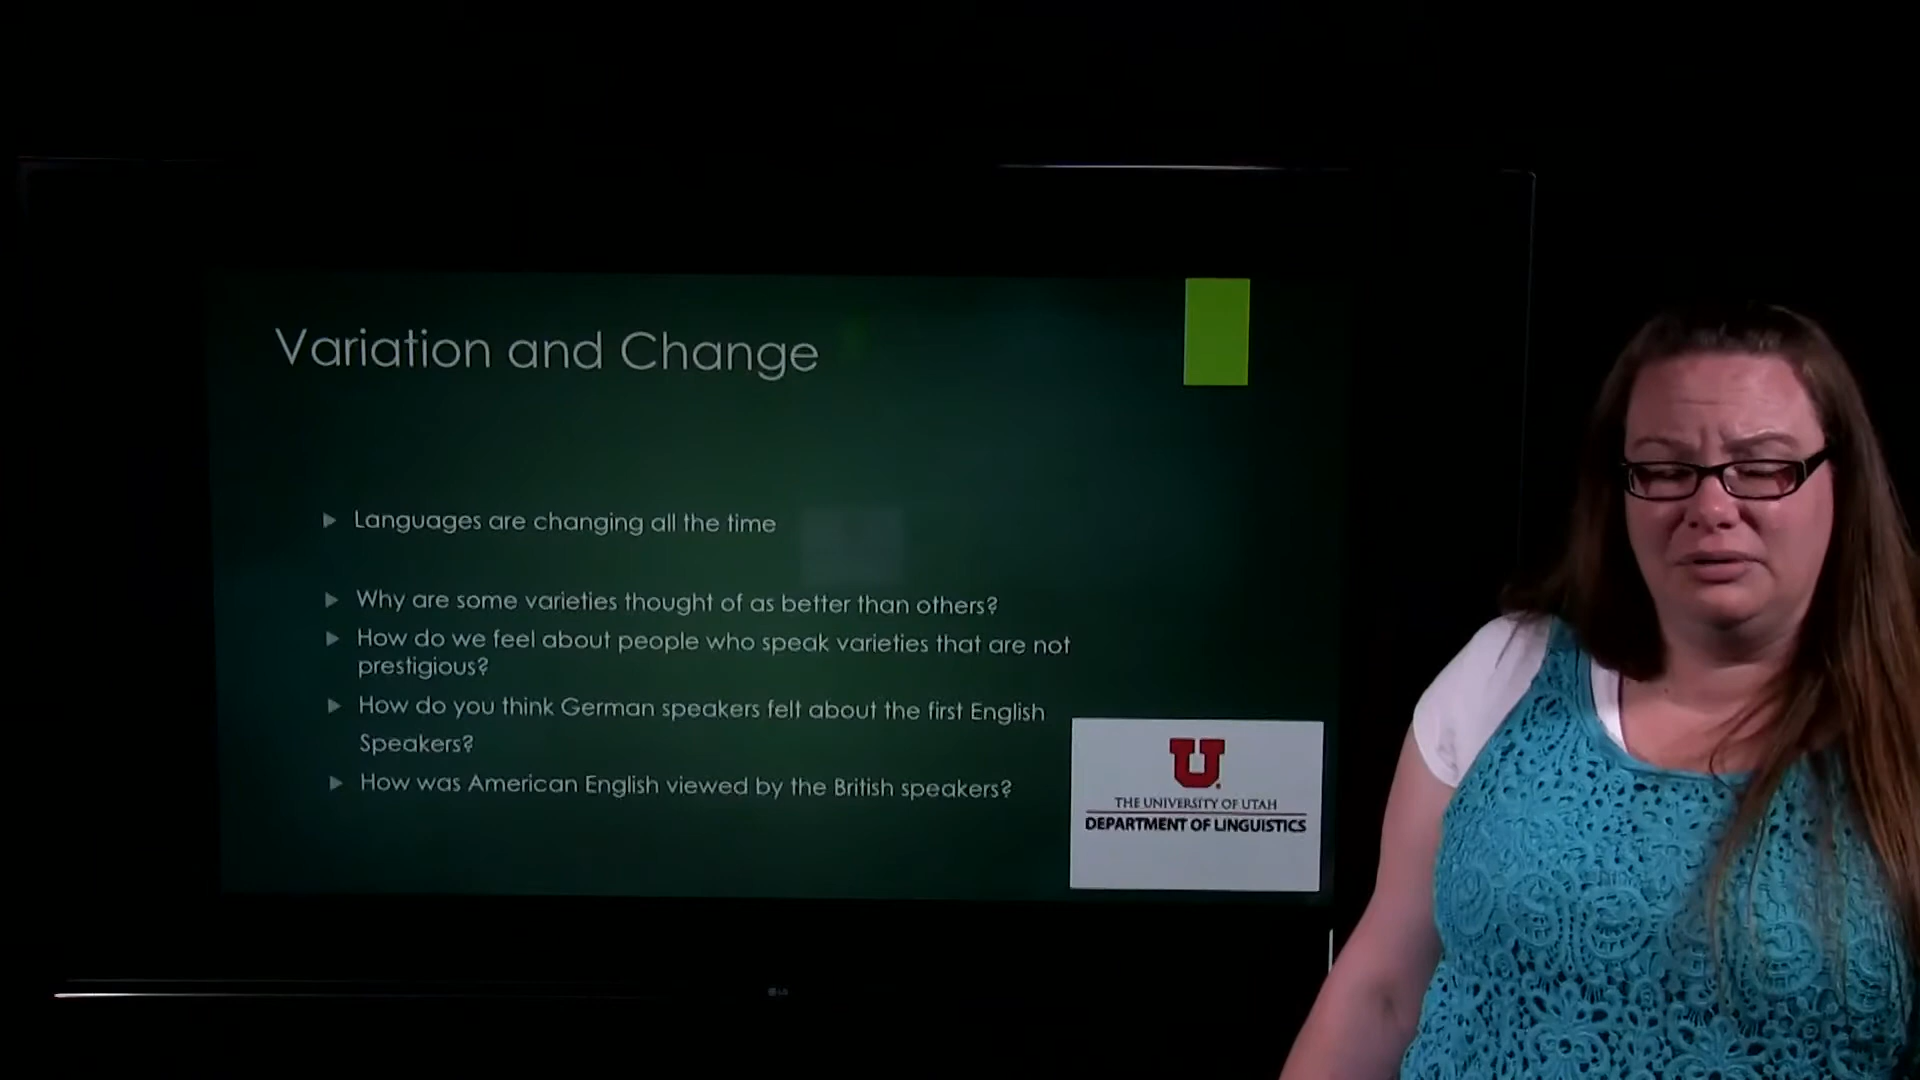 Variation and Change
Languages are changing all the time
Why are some varieties thought of as better than others?
How do we feel about people who speak varieties that are not
prestigious?
How do you think German speakers felt about the first English
Speakers?
How was American English viewed by the British speakers?
U
THE UNIVERSITY OF UTAH
DEPARTMENT OF LINGUISTICS
LG